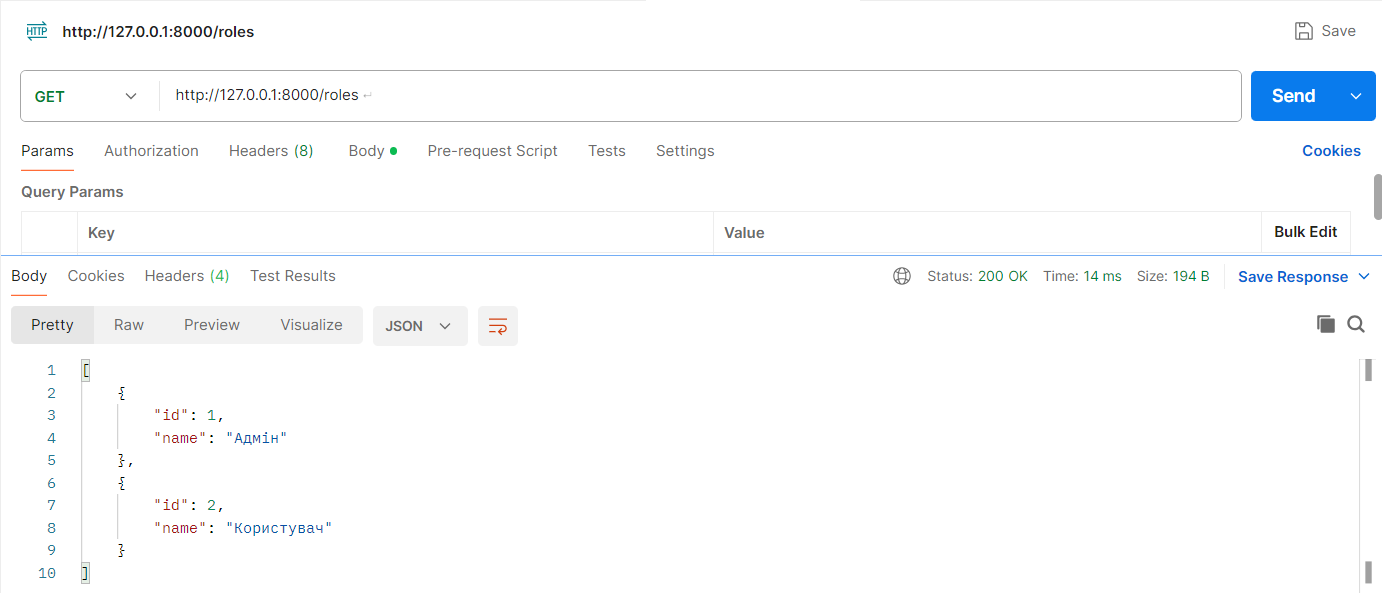 HTTP http://127.0.0.1:8000/roles Save
GET http://127.0.0.1:8000/roles Send
Params Authorization Headers (8) Body Pre-request Script Tests Settings Cookies
Query Params
Key Value Bulk Edit
Body Cookies Headers (4) Test Results Status: 200 OK Time: 14 ms Size: 194 B Save Response
Pretty Raw Preview Visualize JSON
1 [
2 {
3 "id": 1,
4 "name": "Адмін"
5 },
6 {
7 "id": 2,
8 "name": "Користувач"
9 }
10 ]